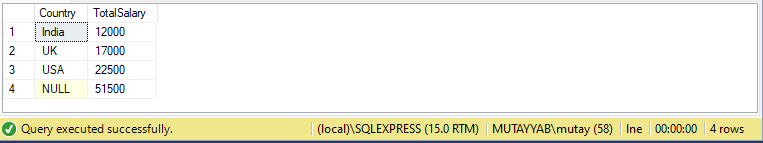 Country TotalSalary
1 India 12000
2 UK 17000
3 USA 22500
4 NULL 51500
Query executed successfully. (local)\SQLEXPRESS (15.0 RTM) MUTAYYAB\mutay (58) lne 00:00:00 4 rows